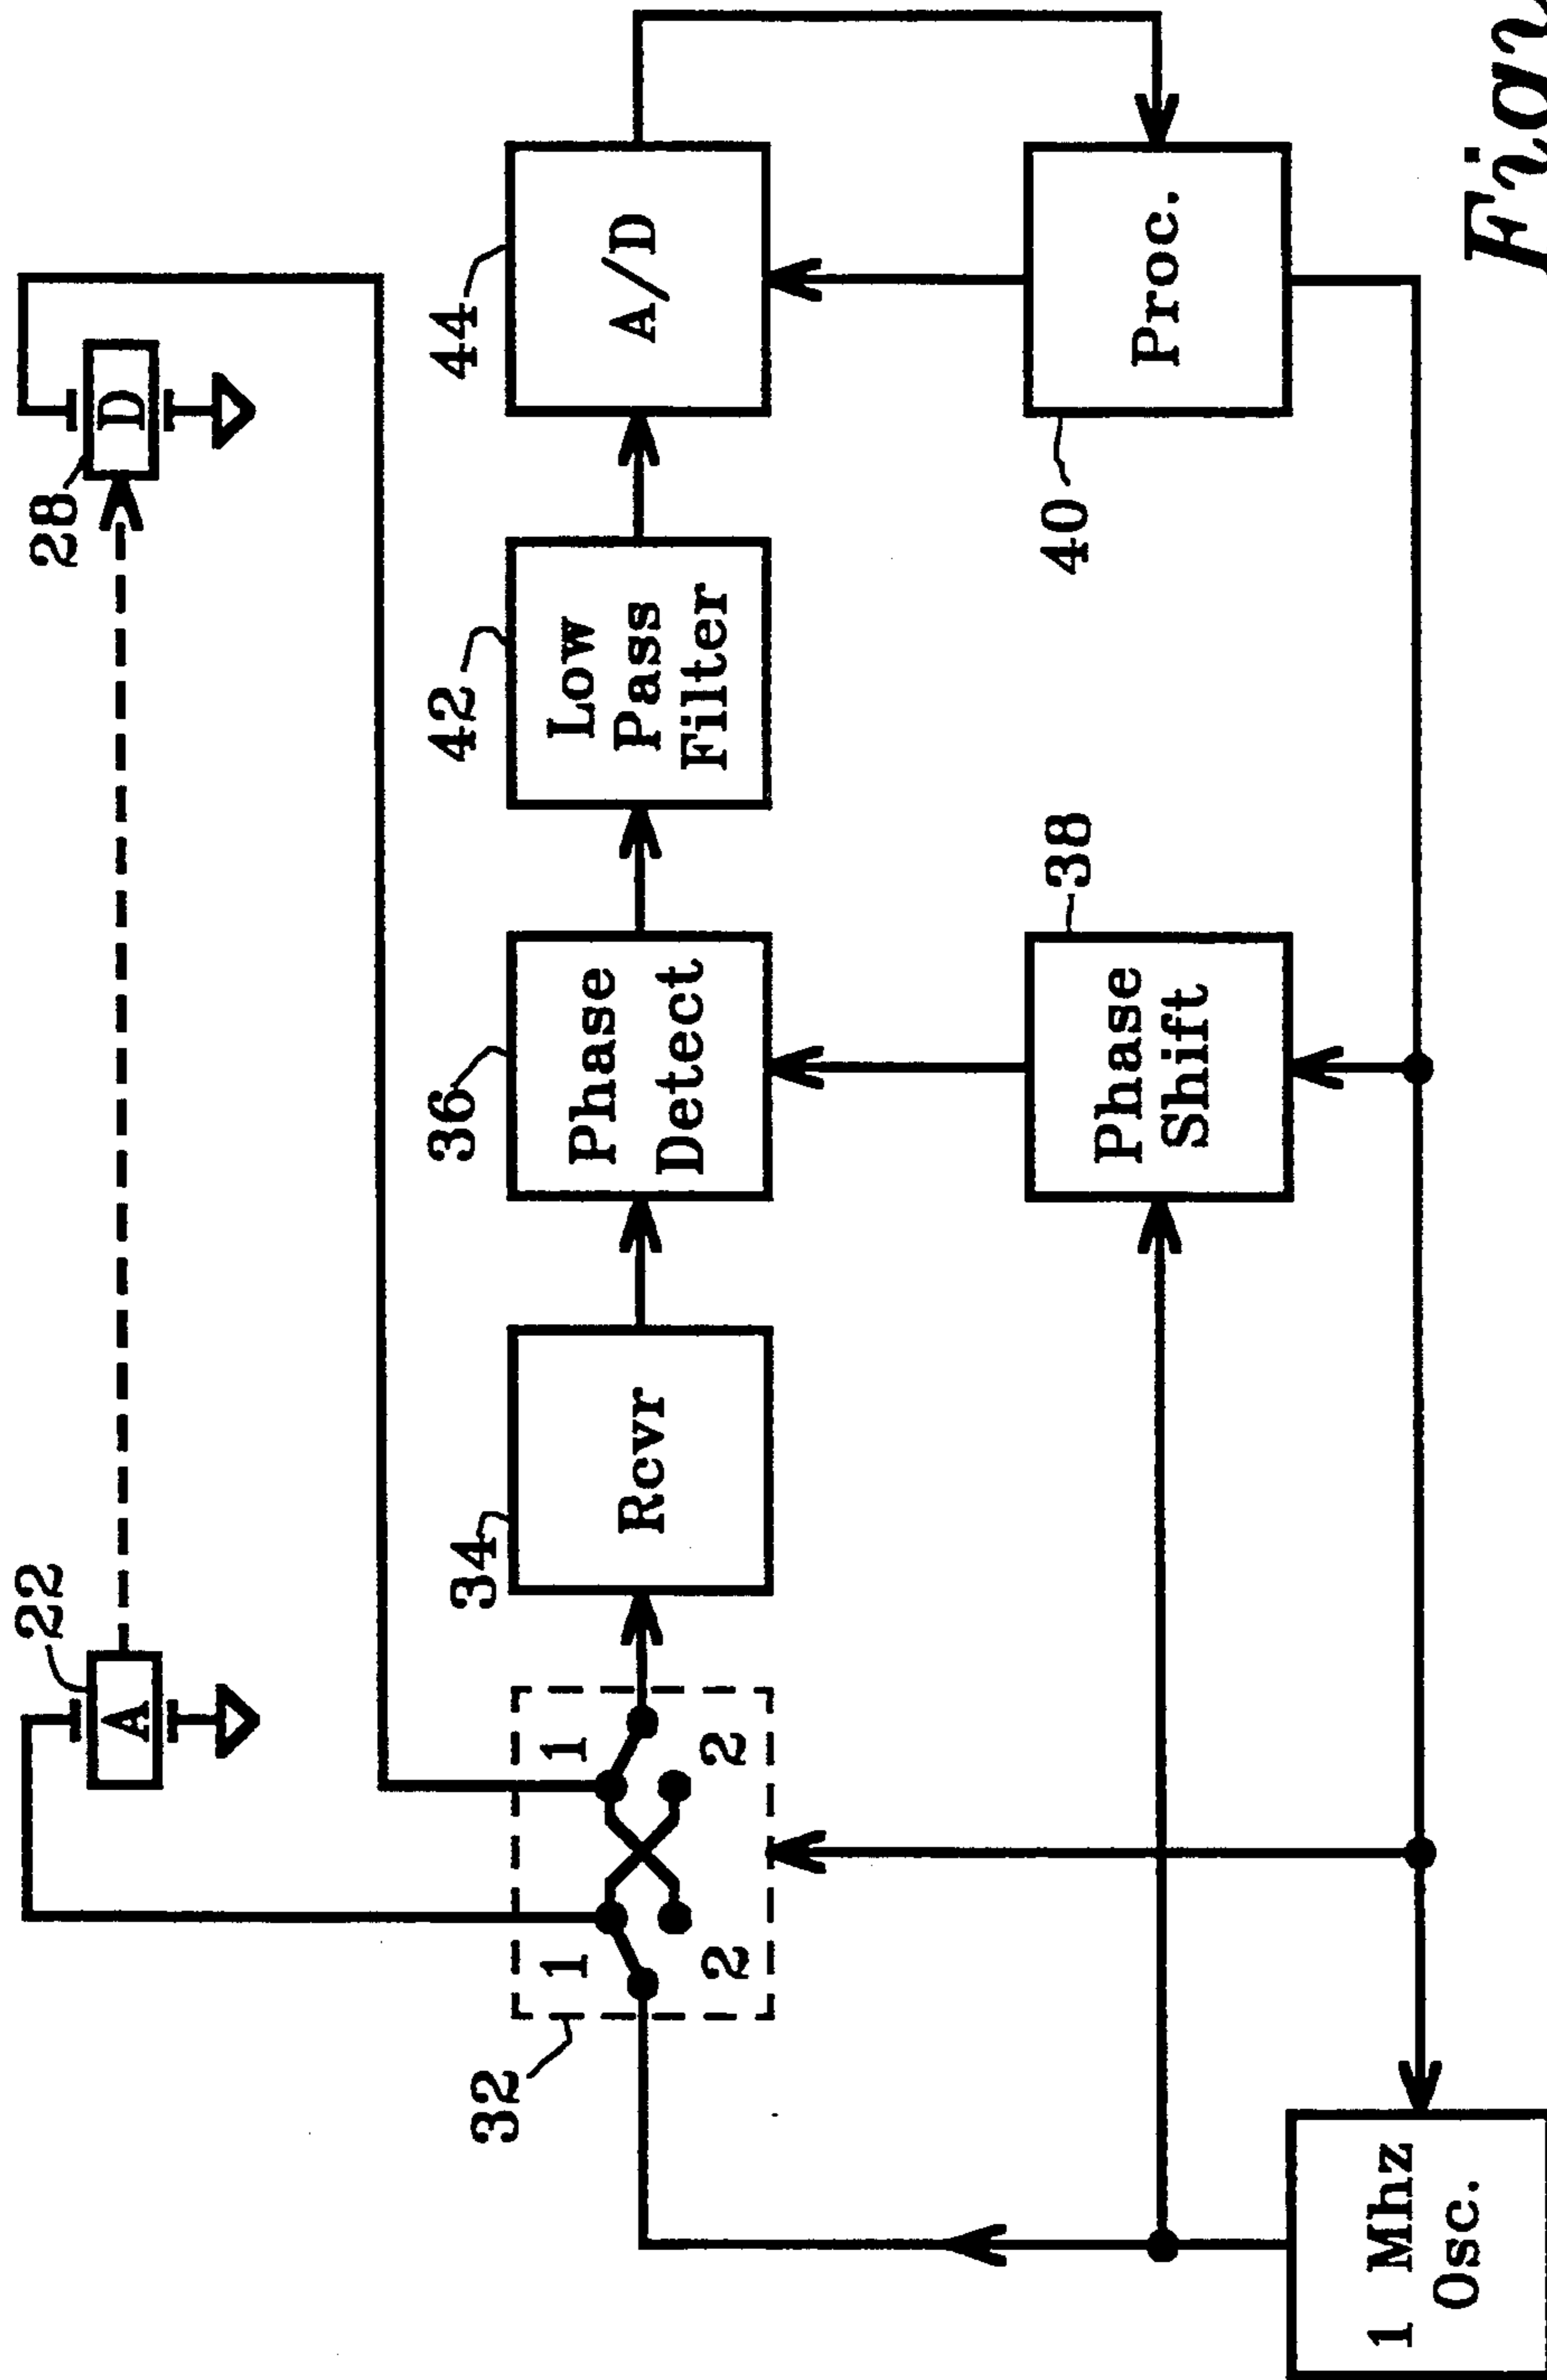 22
A
28
D
32
1
1
2
2
34
Rcvr
36
Phase
Detect
42
Low
Pass
Filter
44
A/D
38
Phase
Shift
40
Proc.
1 Mhz
Osc.